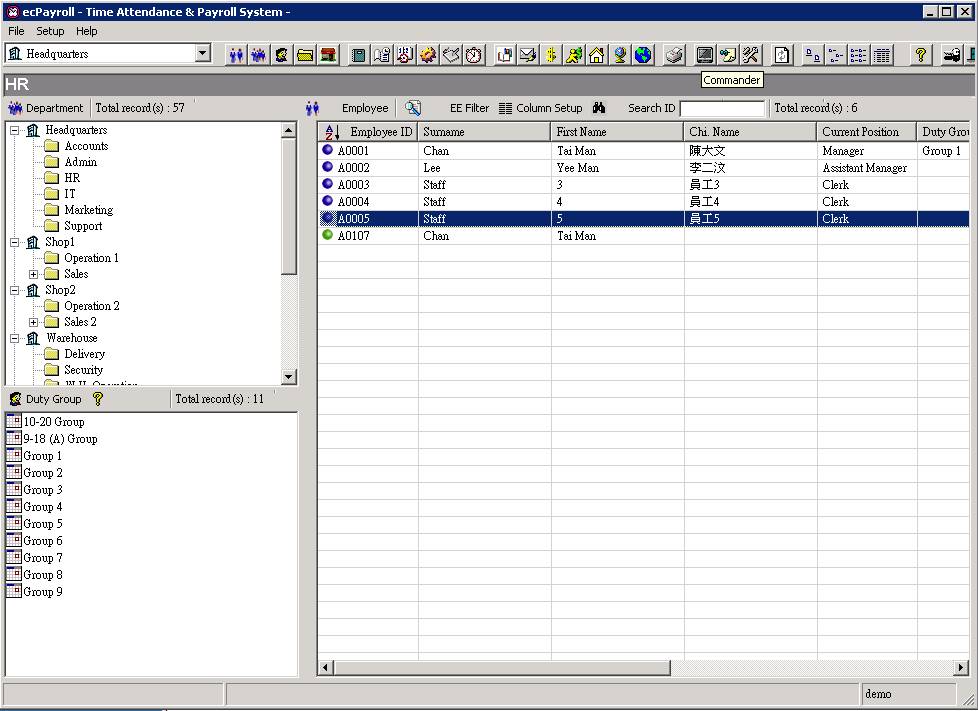 ecPayroll - Time Attendance & Payroll System -
File Setup Help
Headquarters
Commander
HR
Department Total record(s) : 57
Employee EE Filter Column Setup Search ID Total record(s) : 6
Headquarters
Accounts
Admin
HR
IT
Marketing
Support
Shop1
Operation 1
Sales
Shop2
Operation 2
Sales 2
Warehouse
Delivery
Security
Duty Group Total record(s) : 11
10-20 Group
9-18 (A) Group
Group 1
Group 2
Group 3
Group 4
Group 5
Group 6
Group 7
Group 8
Group 9
Employee ID Surname First Name Chi. Name Current Position Duty Grou
A0001 Chan Tai Man 陳大文 Manager Group 1
A0002 Lee Yee Man 李二汶 Assistant Manager
A0003 Staff 3 員工3 Clerk
A0004 Staff 4 員工4 Clerk
A0005 Staff 5 員工5 Clerk
A0107 Chan Tai Man
demo